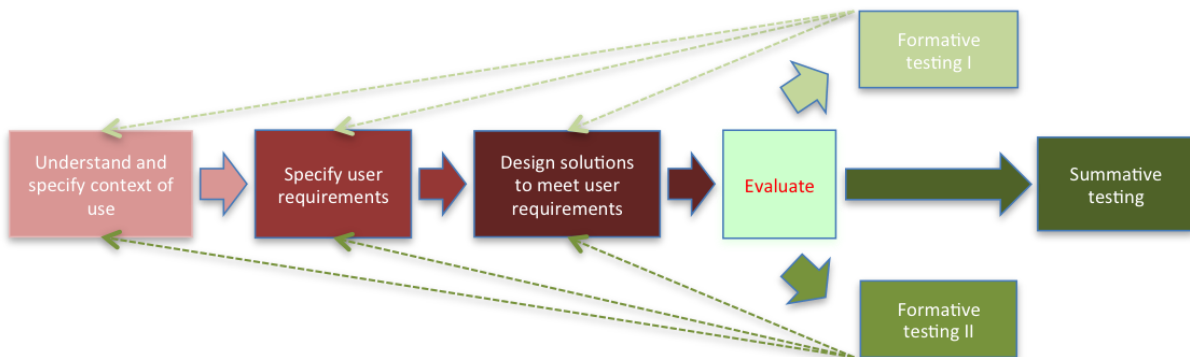 Formative
testing I
Understand and
specify context of
use
Specify user
requirements
Design solutions
to meet user
requirements
Evaluate
Summative
testing
Formative
testing II